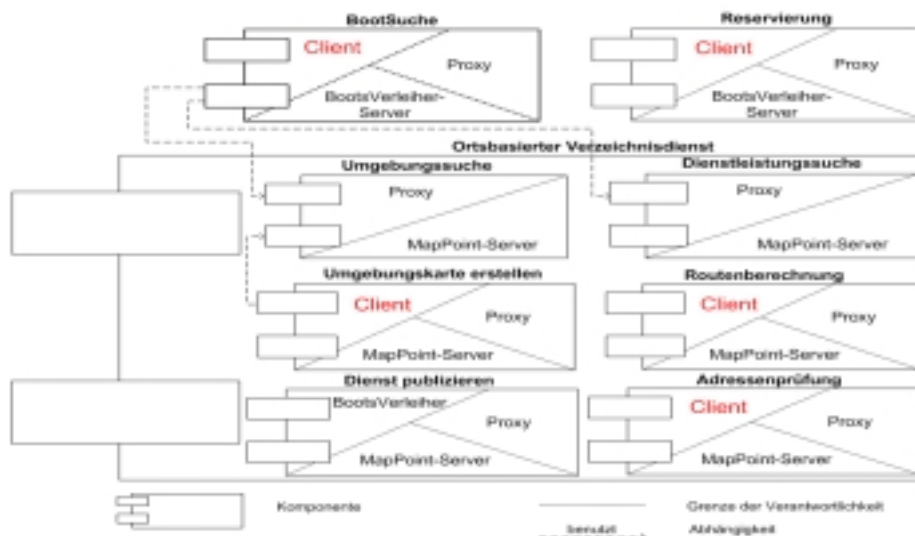 BootSuche
Client
Proxy
BootsVerleiher-
Server
Reservierung
Client
Proxy
BootsVerleiher-
Server
Ortsbasierter Verzeichnisdienst
Umgebungssuche
Proxy
MapPoint-Server
Dienstleistungssuche
Proxy
MapPoint-Server
Umgebungskarte erstellen
Client
Proxy
MapPoint-Server
Routenberechnung
Client
Proxy
MapPoint-Server
Dienst publizieren
BootsVerleiher
Proxy
MapPoint-Server
Adressenprüfung
Client
Proxy
MapPoint-Server
Komponente
Grenze der Verantwortlichkeit
benutzt
Abhängigkeit